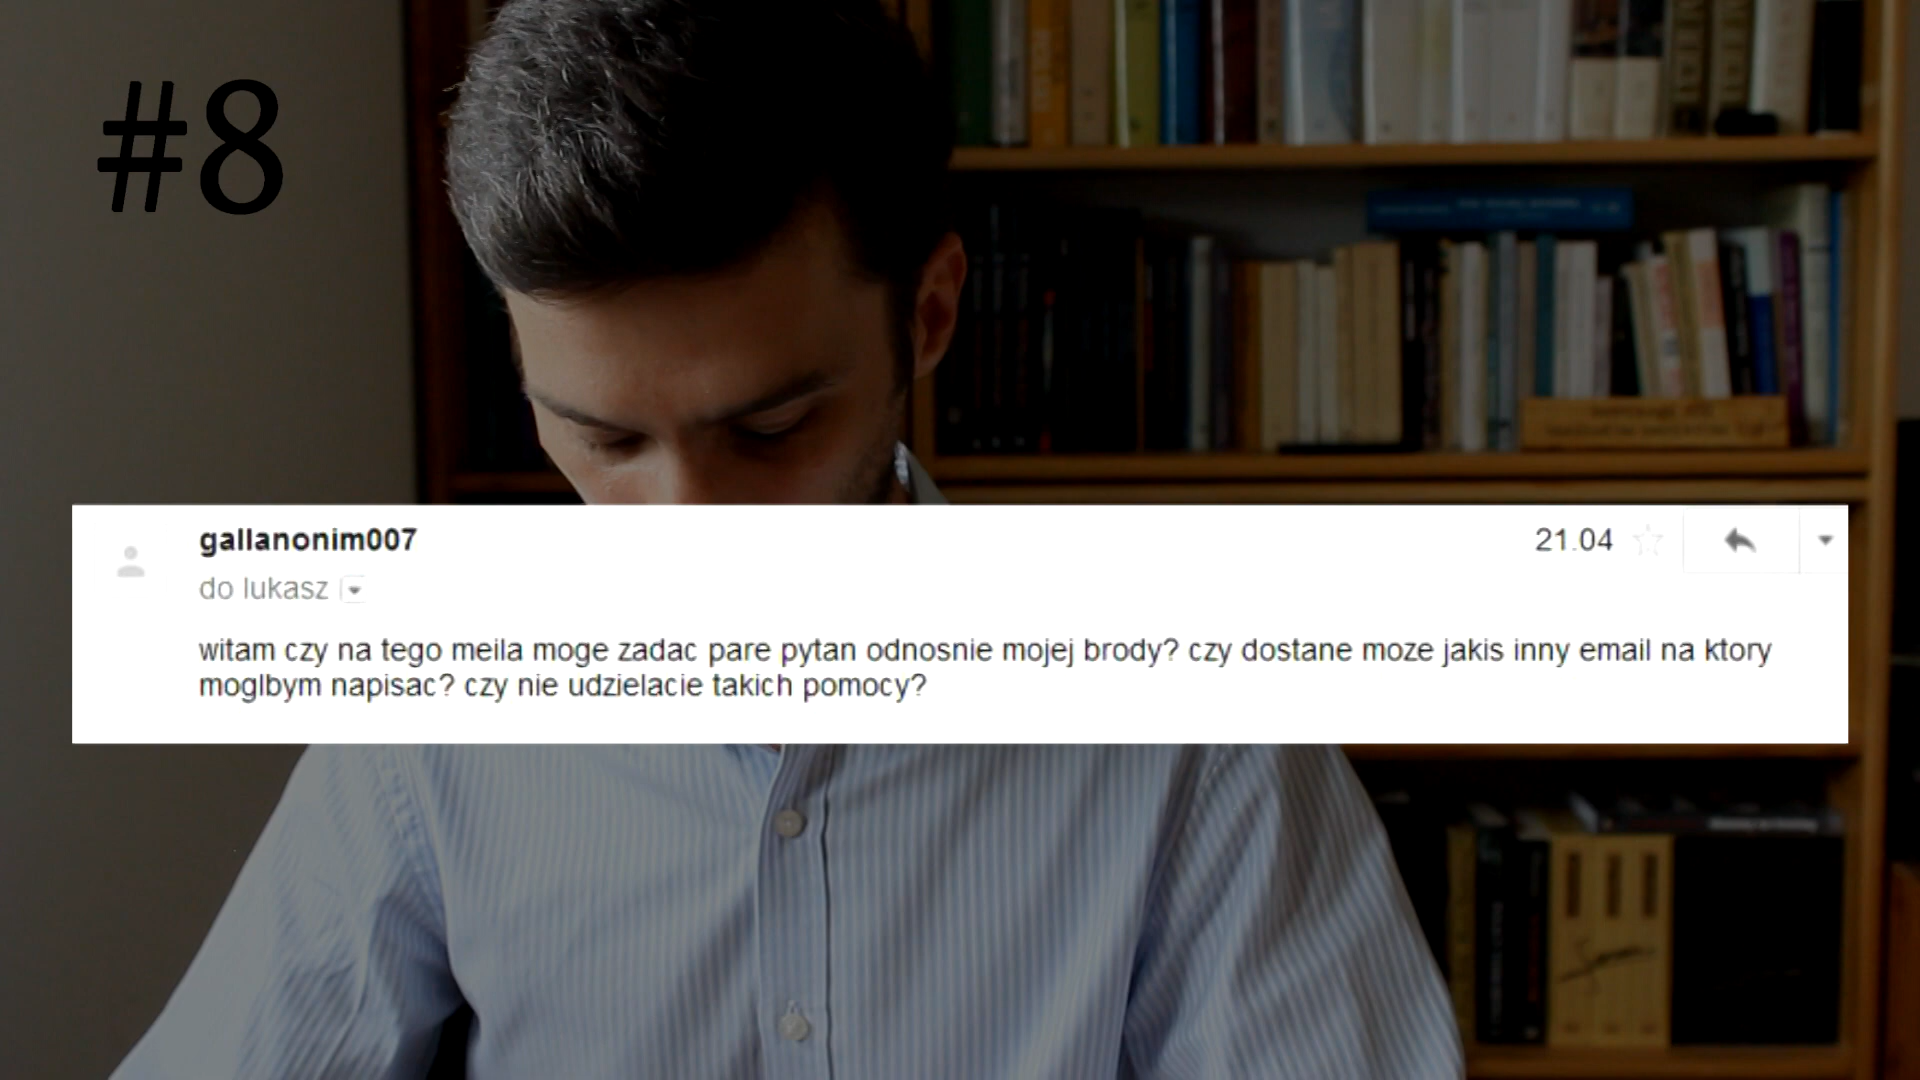 #8
gallanonim007
21.04
do lukasz
witam czy na tego meila moge zadac pare pytan odnosnie mojej brody? czy dostane moze jakis inny email na ktory
moglbym napisac? czy nie udzielacie takich pomocy?